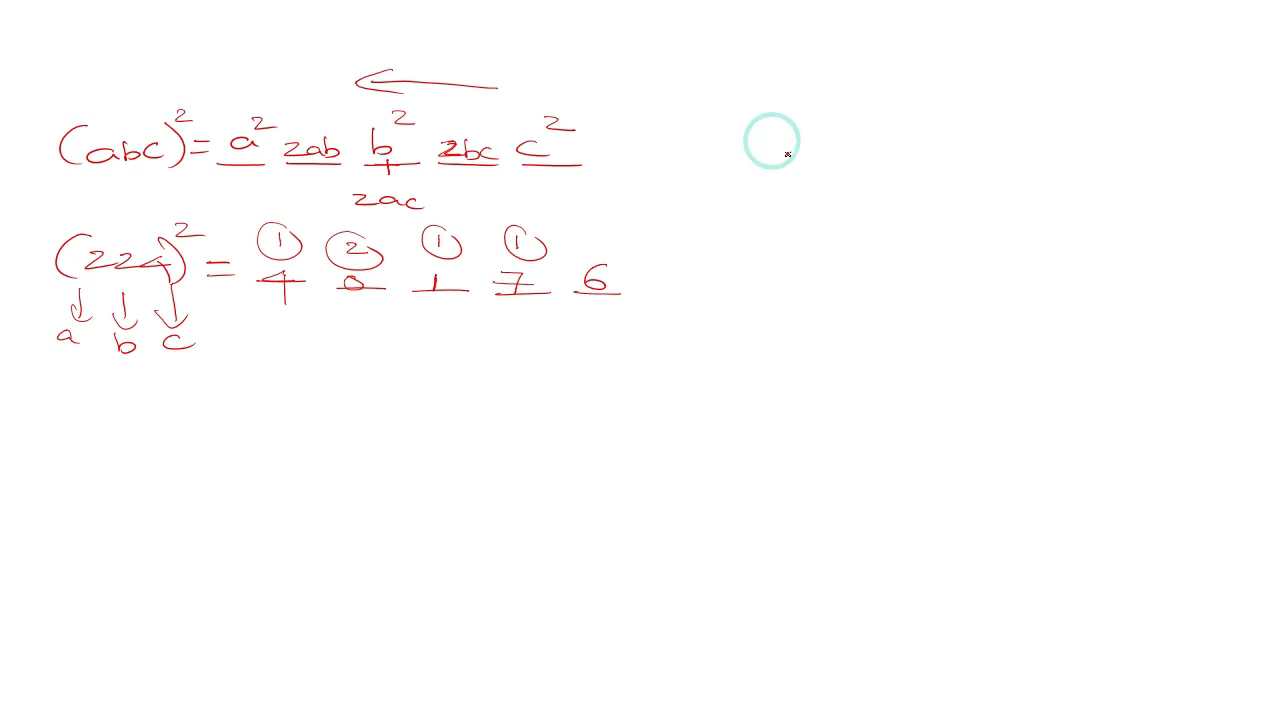 (abc)² = a² 2ab b² 2bc c²
+
2ac
① ② ① ①
(224)² = 4 0 1 7 6
a b c